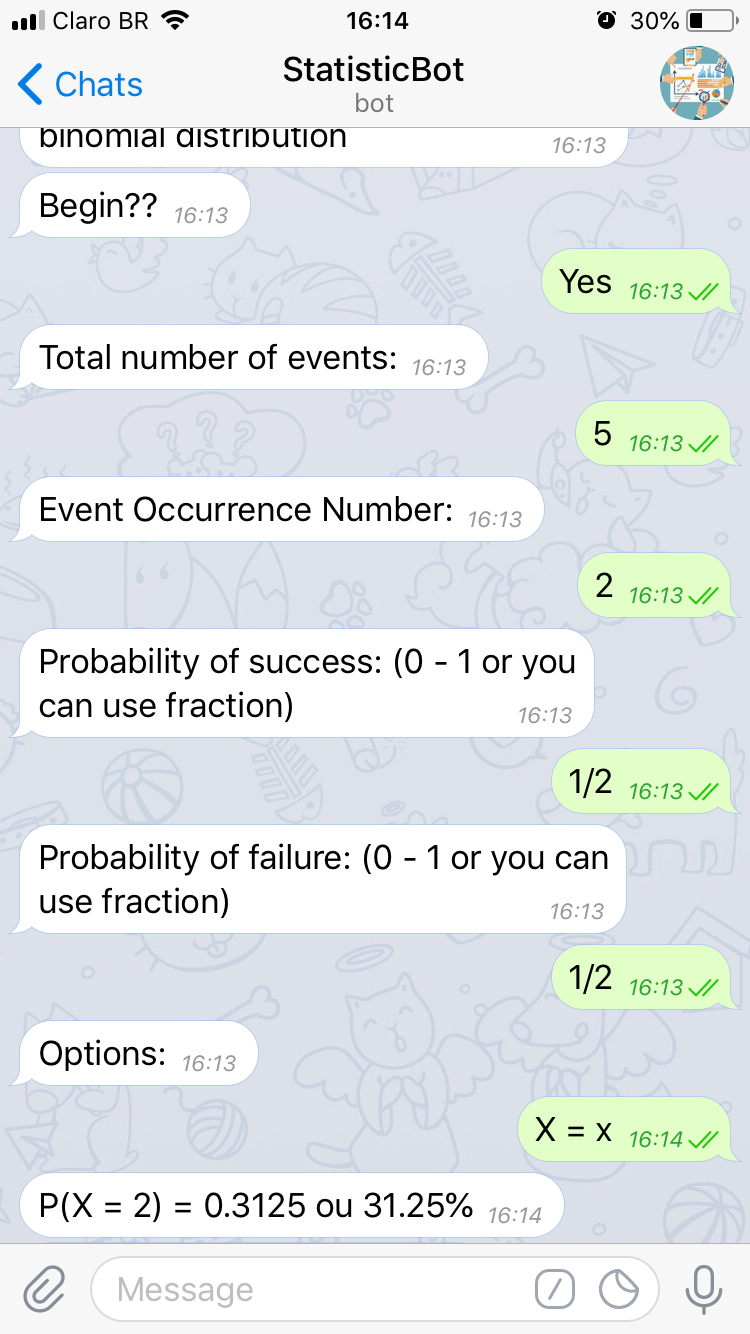 Claro BR 16:14 30%
Chats StatisticBot
bot
binomial distribution 16:13
Begin?? 16:13
Yes 16:13
Total number of events: 16:13
5 16:13
Event Occurrence Number: 16:13
2 16:13
Probability of success: (0 - 1 or you
can use fraction) 16:13
1/2 16:13
Probability of failure: (0 - 1 or you can
use fraction) 16:13
1/2 16:13
Options: 16:13
X = x 16:14
P(X = 2) = 0.3125 ou 31.25% 16:14
Message